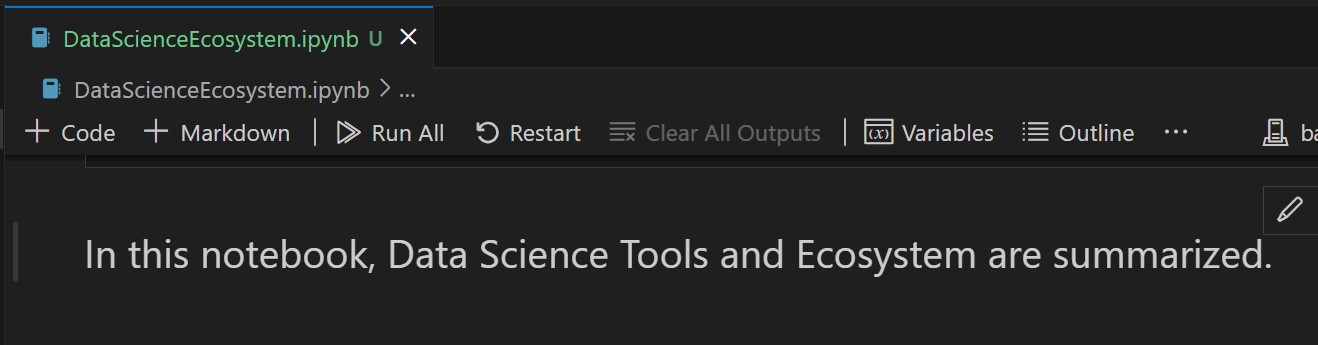 DataScienceEcosystem.ipynb U
DataScienceEcosystem.ipynb > ...
Code Markdown Run All Restart Clear All Outputs Variables Outline ... ba
In this notebook, Data Science Tools and Ecosystem are summarized.